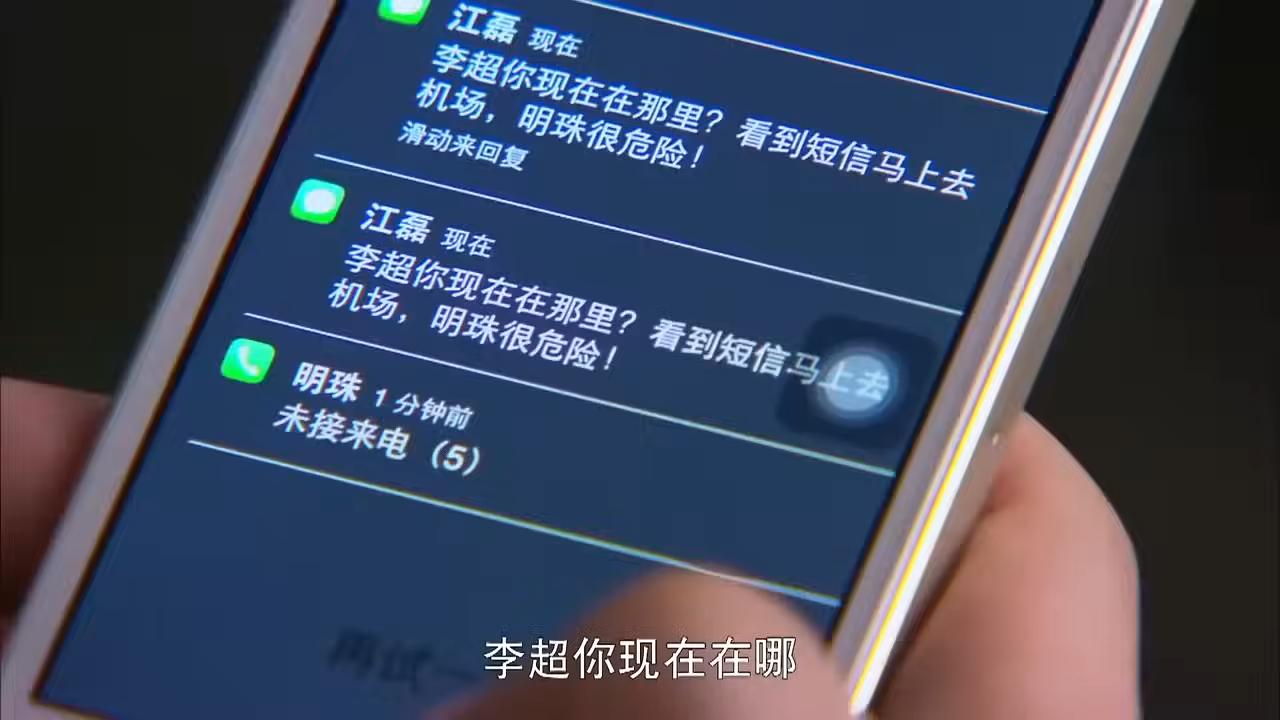 江磊 现在
李超你现在在那里？看到短信马上去
机场，明珠很危险！
滑动来回复
江磊 现在
李超你现在在那里？看到短信马上去
机场，明珠很危险！
明珠 1 分钟前
未接来电（5）
再试一
李超你现在在哪